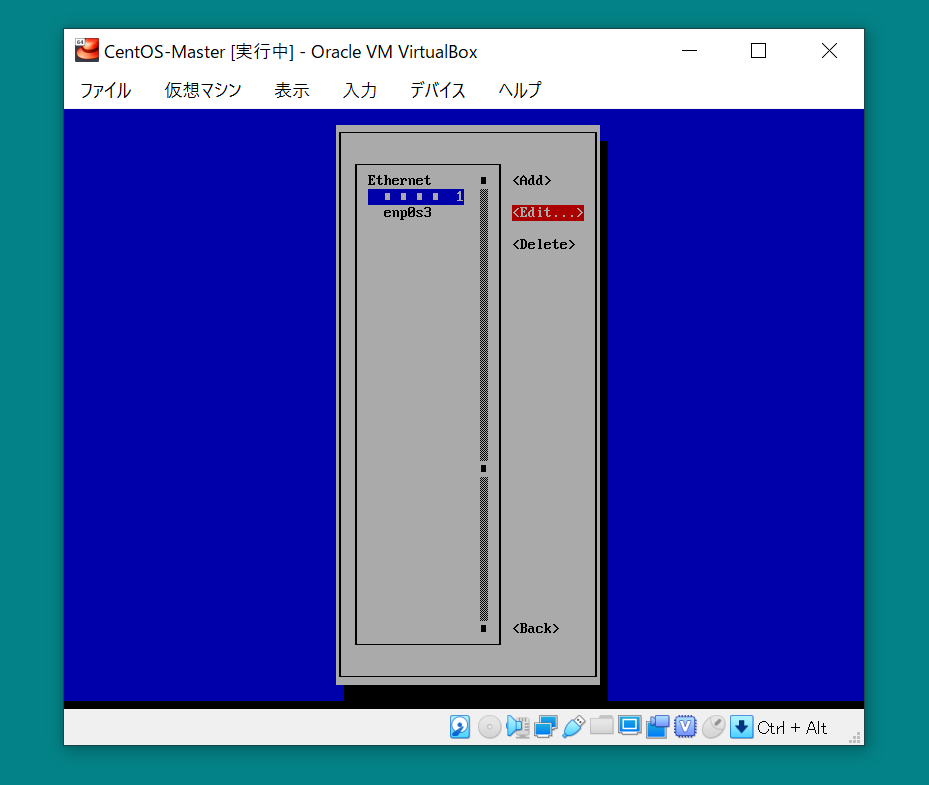 CentOS-Master [実行中] - Oracle VM VirtualBox
ファイル 仮想マシン 表示 入力 デバイス ヘルプ
Ethernet <Add>
■ ■ ■ ■ 1
enp0s3 <Edit...>
<Delete>
<Back>
Ctrl + Alt